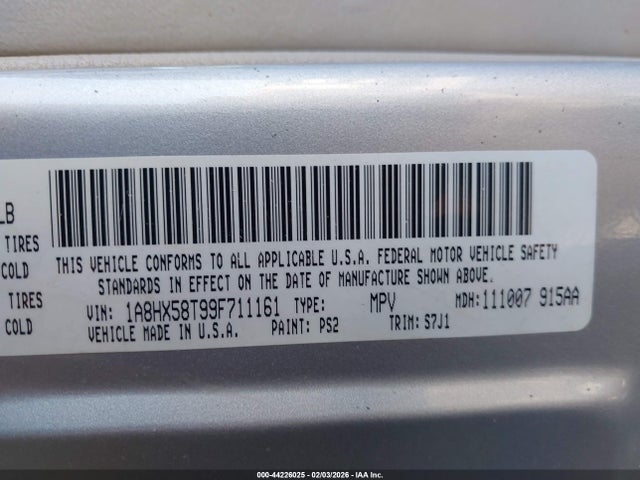 LB
TIRES
COLD
TIRES
COLD
THIS VEHICLE CONFORMS TO ALL APPLICABLE U.S.A. FEDERAL MOTOR VEHICLE SAFETY
STANDARDS IN EFFECT ON THE DATE OF MANUFACTURE SHOWN ABOVE.
VIN: 1A8HX58T99F711161 TYPE: MPV MDH: 111007 915AA
VEHICLE MADE IN U.S.A. PAINT: PS2 TRIM: S7J1
000-44226025 - 02/03/2026 - ©IAA Inc.